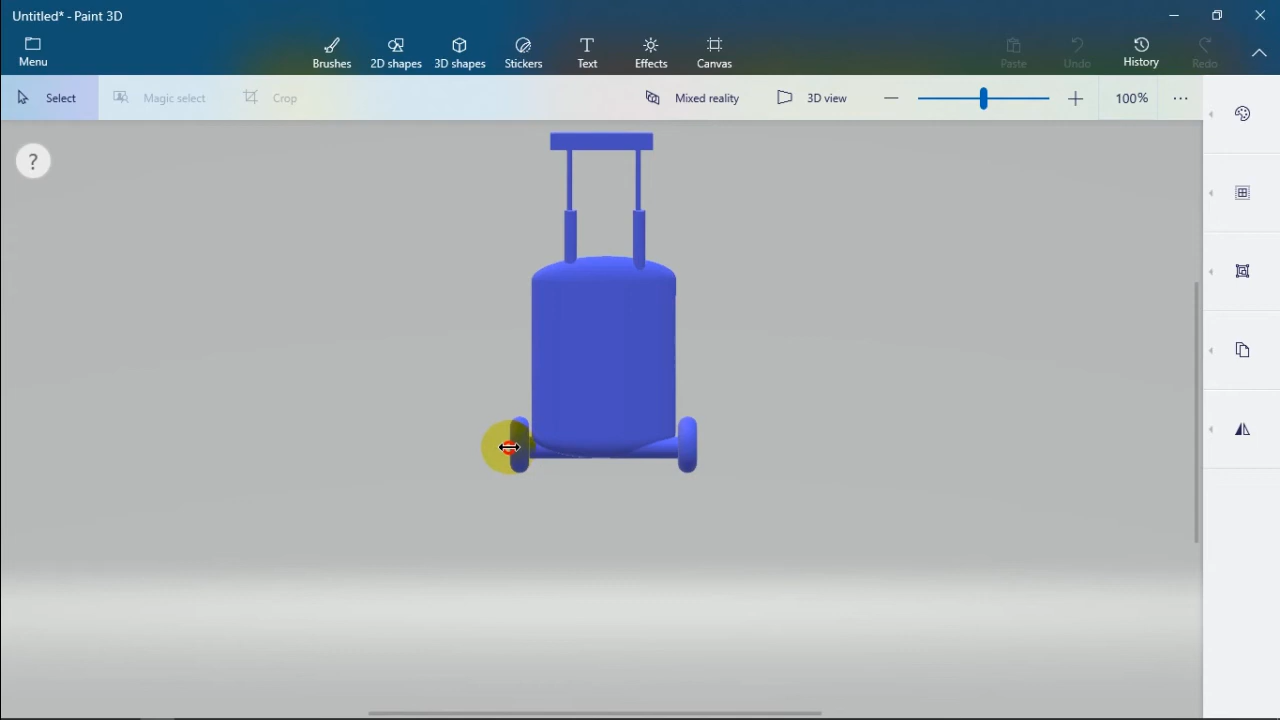 Untitled* - Paint 3D
Menu
Brushes
2D shapes
3D shapes
Stickers
Text
Effects
Canvas
Paste
Undo
History
Redo
Select
Magic select
Crop
Mixed reality
3D view
100%
?